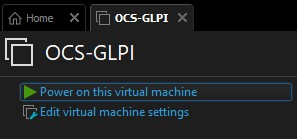 Home
OCS-GLPI
OCS-GLPI
Power on this virtual machine
Edit virtual machine settings